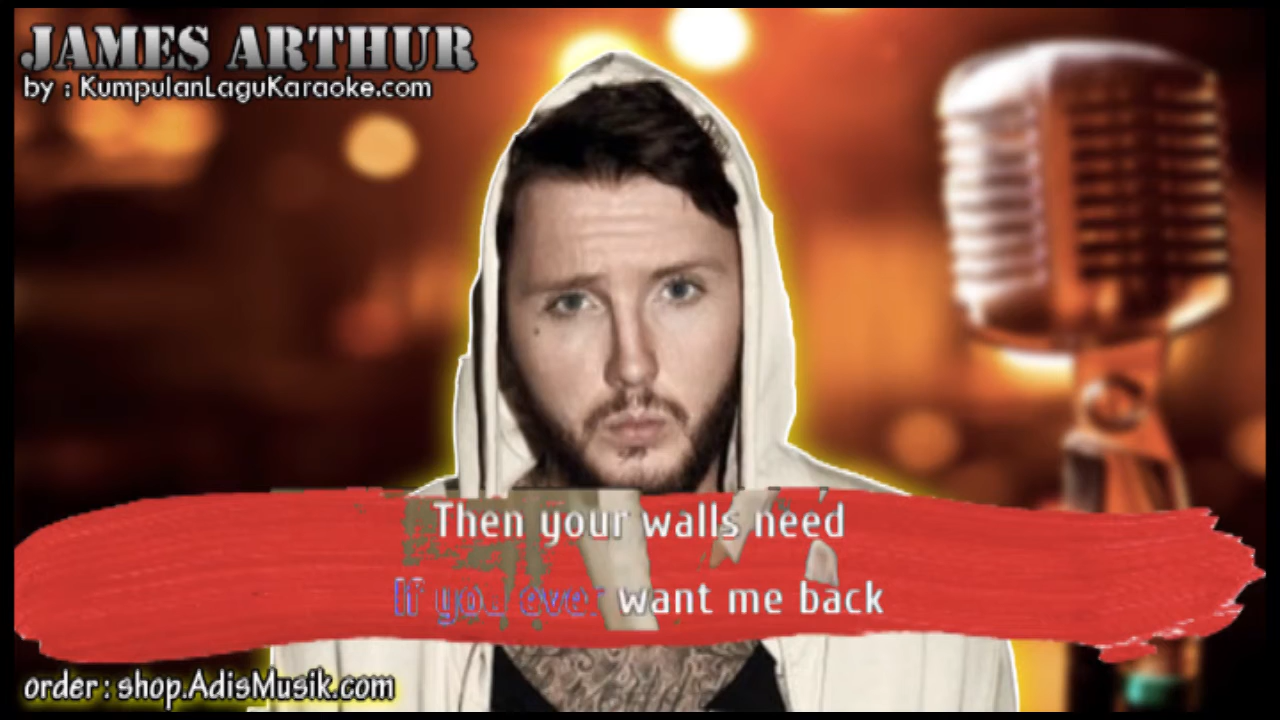 JAMES ARTHUR
by : KumpulanLaguKaraoke.com
Then your walls need
If you ever want me back
order : shop.AdisMusik.com